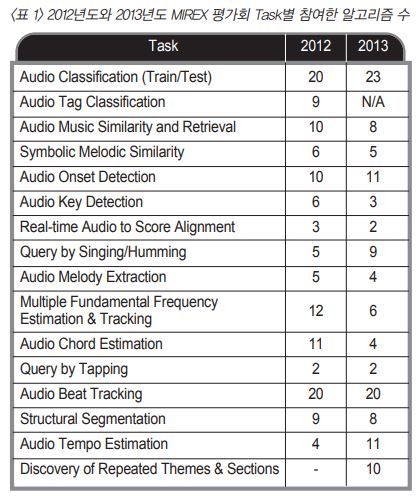 <표 1> 2012년도와 2013년도 MIREX 평가회 Task별 참여한 알고리즘 수
Task 2012 2013
Audio Classification (Train/Test) 20 23
Audio Tag Classification 9 N/A
Audio Music Similarity and Retrieval 10 8
Symbolic Melodic Similarity 6 5
Audio Onset Detection 10 11
Audio Key Detection 6 3
Real-time Audio to Score Alignment 3 2
Query by Singing/Humming 5 9
Audio Melody Extraction 5 4
Multiple Fundamental Frequency
Estimation & Tracking 12 6
Audio Chord Estimation 11 4
Query by Tapping 2 2
Audio Beat Tracking 20 20
Structural Segmentation 9 8
Audio Tempo Estimation 4 11
Discovery of Repeated Themes & Sections - 10